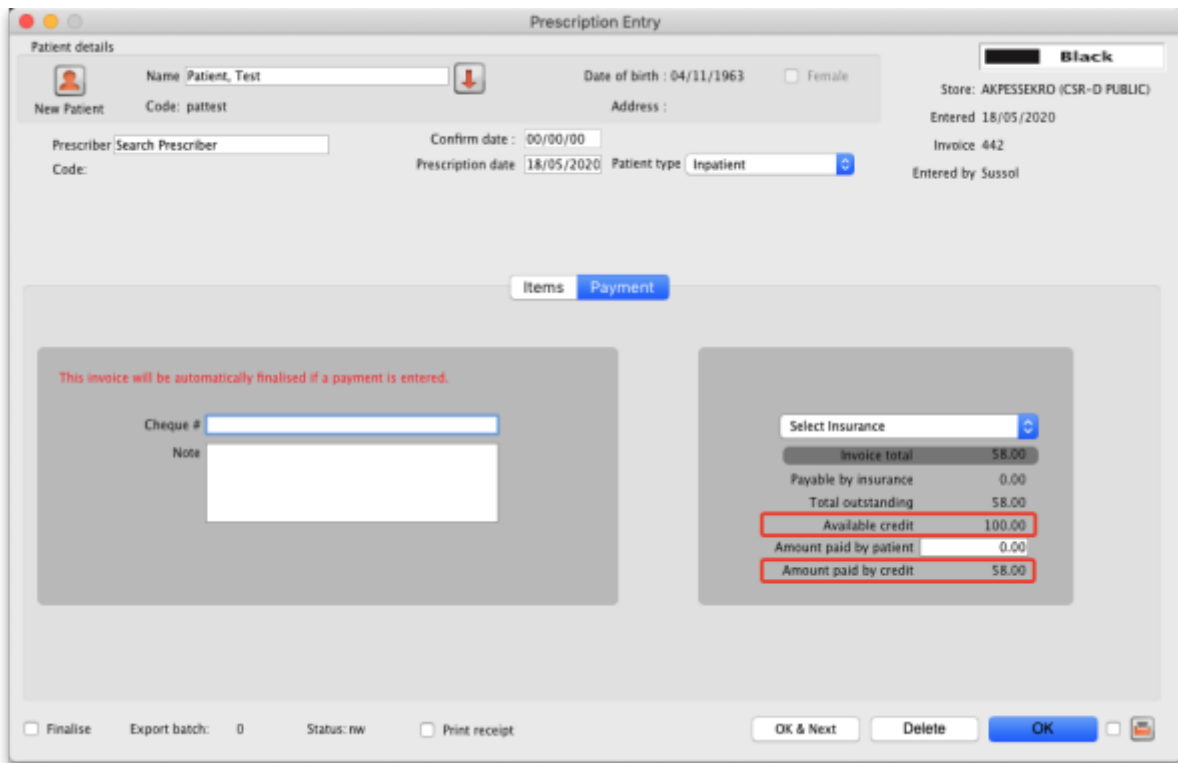 Prescription Entry
Patient details
Name Patient, Test
Date of birth : 04/11/1963
Female
Black
New Patient
Code: pattest
Address :
Store: AKPESSEKRO (CSR-D PUBLIC)
Entered 18/05/2020
Prescriber Search Prescriber
Confirm date : 00/00/00
Invoice 442
Code:
Prescription date 18/05/2020 Patient type Inpatient
Entered by Sussol
Items Payment
This invoice will be automatically finalised if a payment is entered.
Cheque #
Note
Select Insurance
Invoice total 58.00
Payable by insurance 0.00
Total outstanding 58.00
Available credit 100.00
Amount paid by patient 0.00
Amount paid by credit 58.00
Finalise Export batch: 0 Status: nw Print receipt OK & Next Delete OK